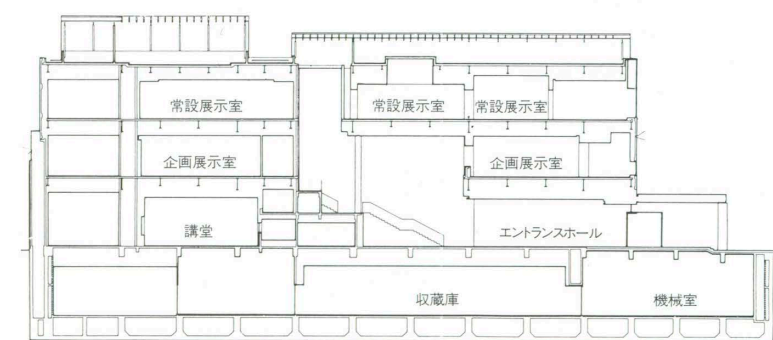 常設展示室
常設展示室
常設展示室
企画展示室
企画展示室
講堂
エントランスホール
収蔵庫
機械室